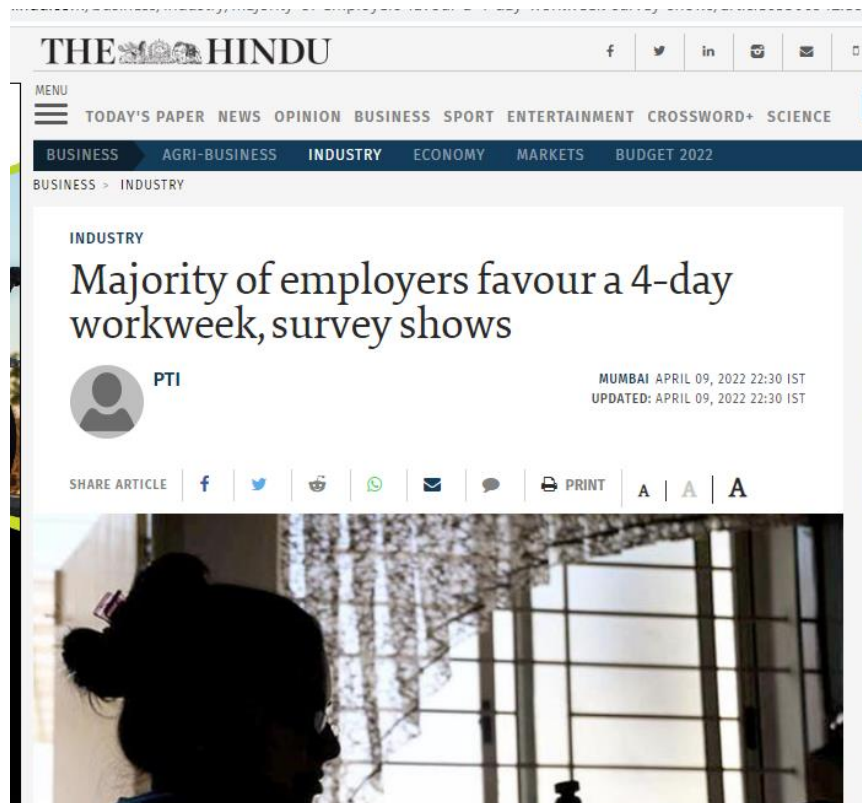 THE HINDU
MENU
TODAY'S PAPER NEWS OPINION BUSINESS SPORT ENTERTAINMENT CROSSWORD+ SCIENCE
BUSINESS AGRI-BUSINESS INDUSTRY ECONOMY MARKETS BUDGET 2022
BUSINESS > INDUSTRY
INDUSTRY
Majority of employers favour a 4-day
workweek, survey shows
PTI
MUMBAI APRIL 09, 2022 22:30 IST
UPDATED: APRIL 09, 2022 22:30 IST
SHARE ARTICLE PRINT A | A | A